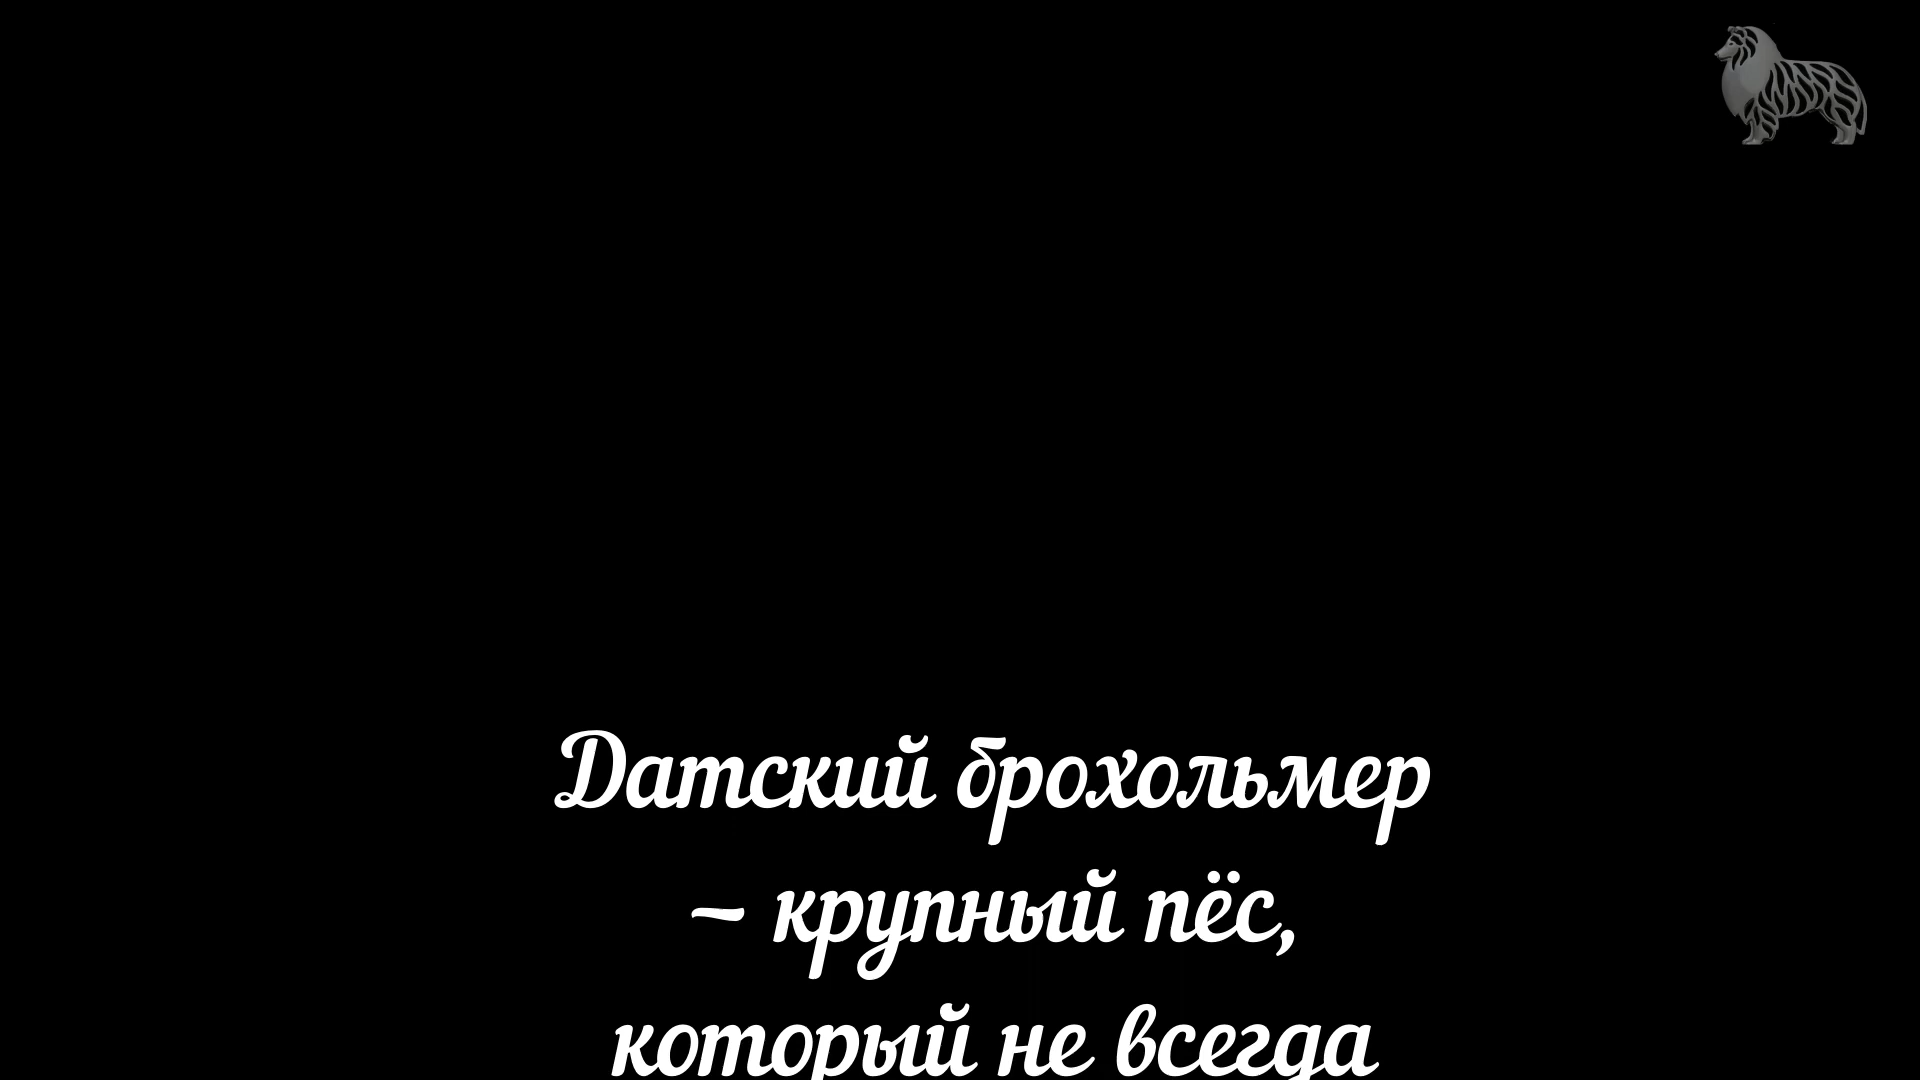 Датский брохольмер
– крупный пёс,
который не всегда